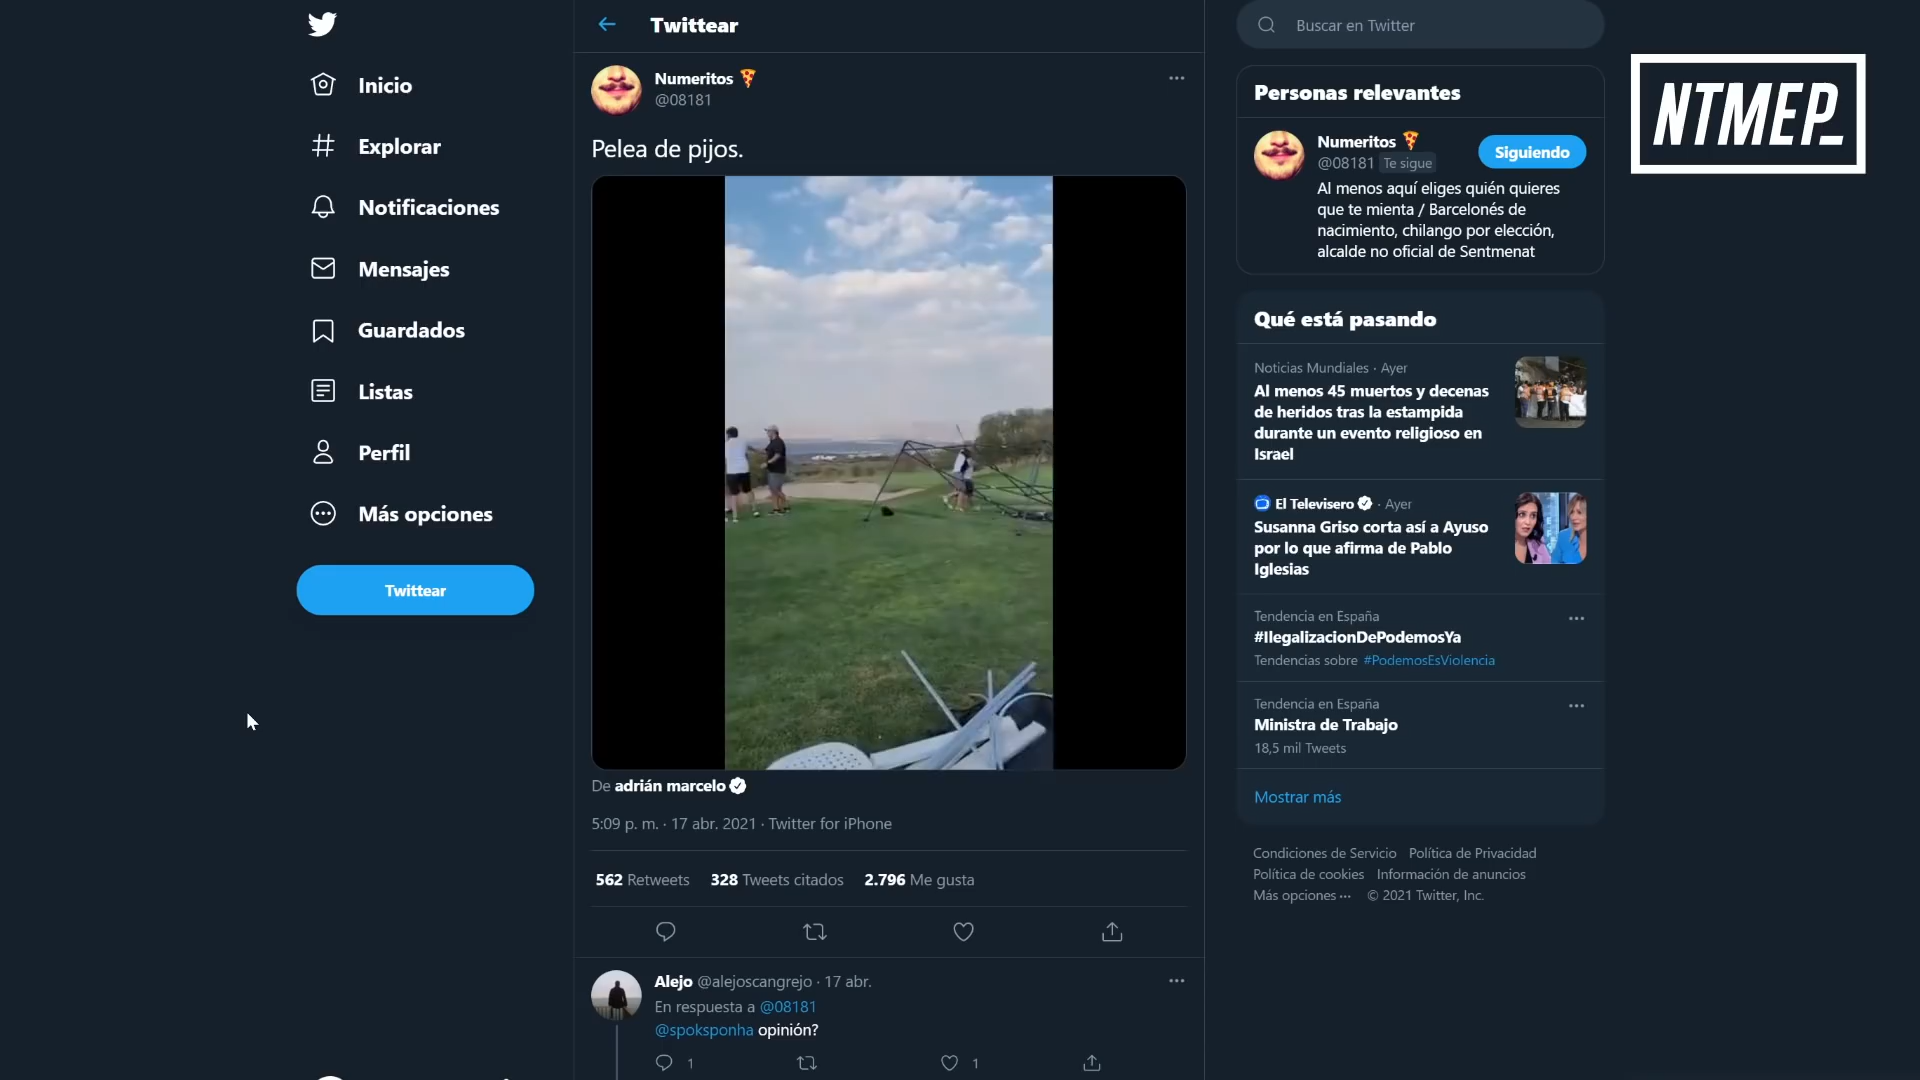 Inicio
Explorar
Notificaciones
Mensajes
Guardados
Listas
Perfil
Más opciones
Twittear
Twittear
Numeritos
@08181
Pelea de pijos.
De adrián marcelo
5:09 p. m. · 17 abr. 2021 · Twitter for iPhone
562 Retweets 328 Tweets citados 2.796 Me gusta
Alejo @alejoscangrejo · 17 abr.
En respuesta a @08181
@spoksponha opinión?
1 1
Buscar en Twitter
Personas relevantes
Numeritos
@08181 Te sigue
Siguiendo
Al menos aquí eliges quién quieres
que te mienta / Barcelonés de
nacimiento, chilango por elección,
alcalde no oficial de Sentmenat
Qué está pasando
Noticias Mundiales · Ayer
Al menos 45 muertos y decenas
de heridos tras la estampida
durante un evento religioso en
Israel
El Televisero · Ayer
Susanna Griso corta así a Ayuso
por lo que afirma de Pablo
Iglesias
Tendencia en España
#IlegalizacionDePodemosYa
Tendencias sobre #PodemosEsViolencia
Tendencia en España
Ministra de Trabajo
18,5 mil Tweets
Mostrar más
Condiciones de Servicio Política de Privacidad
Política de cookies Información de anuncios
Más opciones ··· © 2021 Twitter, Inc.
NTMEP_